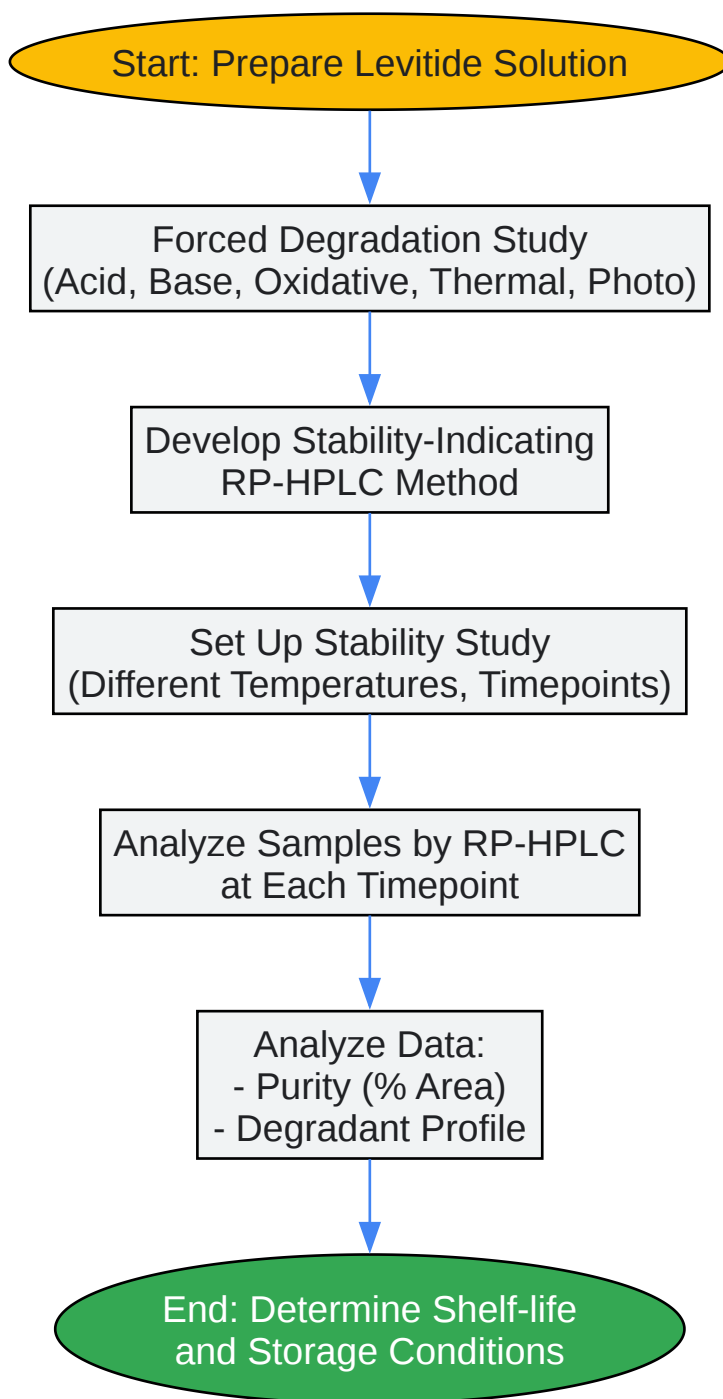 Start: Prepare Levitide Solution
Forced Degradation Study
(Acid, Base, Oxidative, Thermal, Photo)
Develop Stability-Indicating
RP-HPLC Method
Set Up Stability Study
(Different Temperatures, Timepoints)
Analyze Samples by RP-HPLC
at Each Timepoint
Analyze Data:
- Purity (% Area)
- Degradant Profile
End: Determine Shelf-life
and Storage Conditions